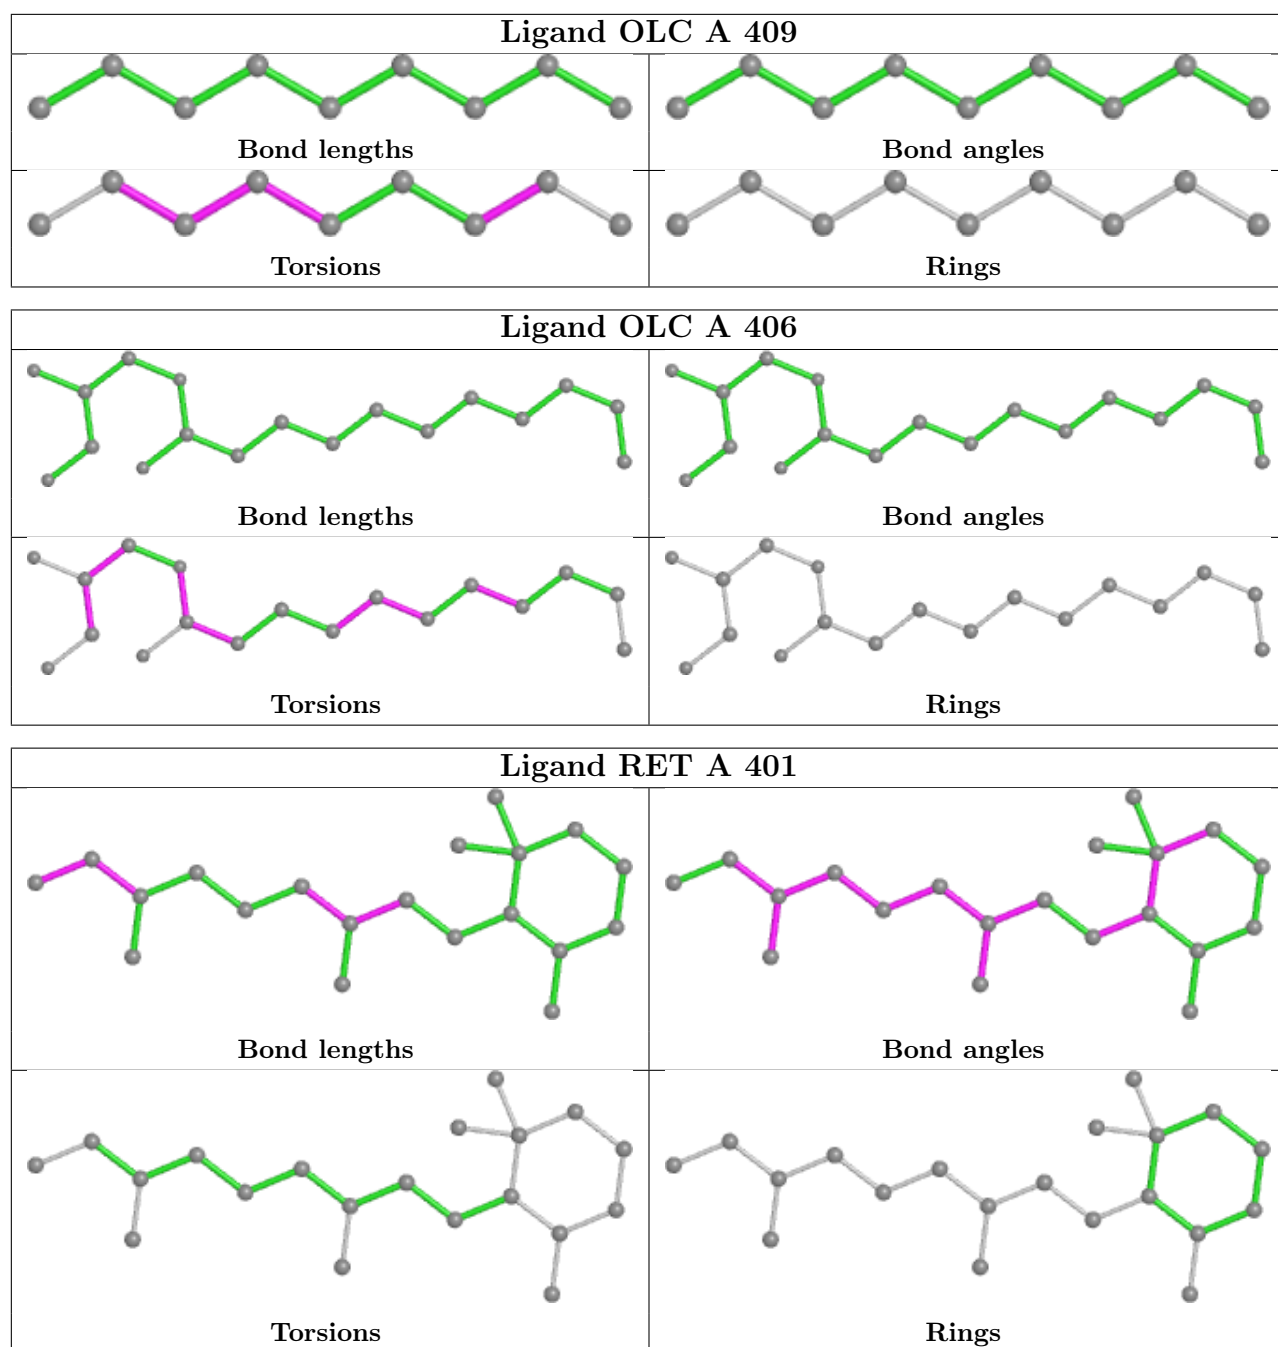 Ligand OLC A 409
Bond lengths
Bond angles
Torsions
Rings
Ligand OLC A 406
Bond lengths
Bond angles
Torsions
Rings
Ligand RET A 401
Bond lengths
Bond angles
Torsions
Rings